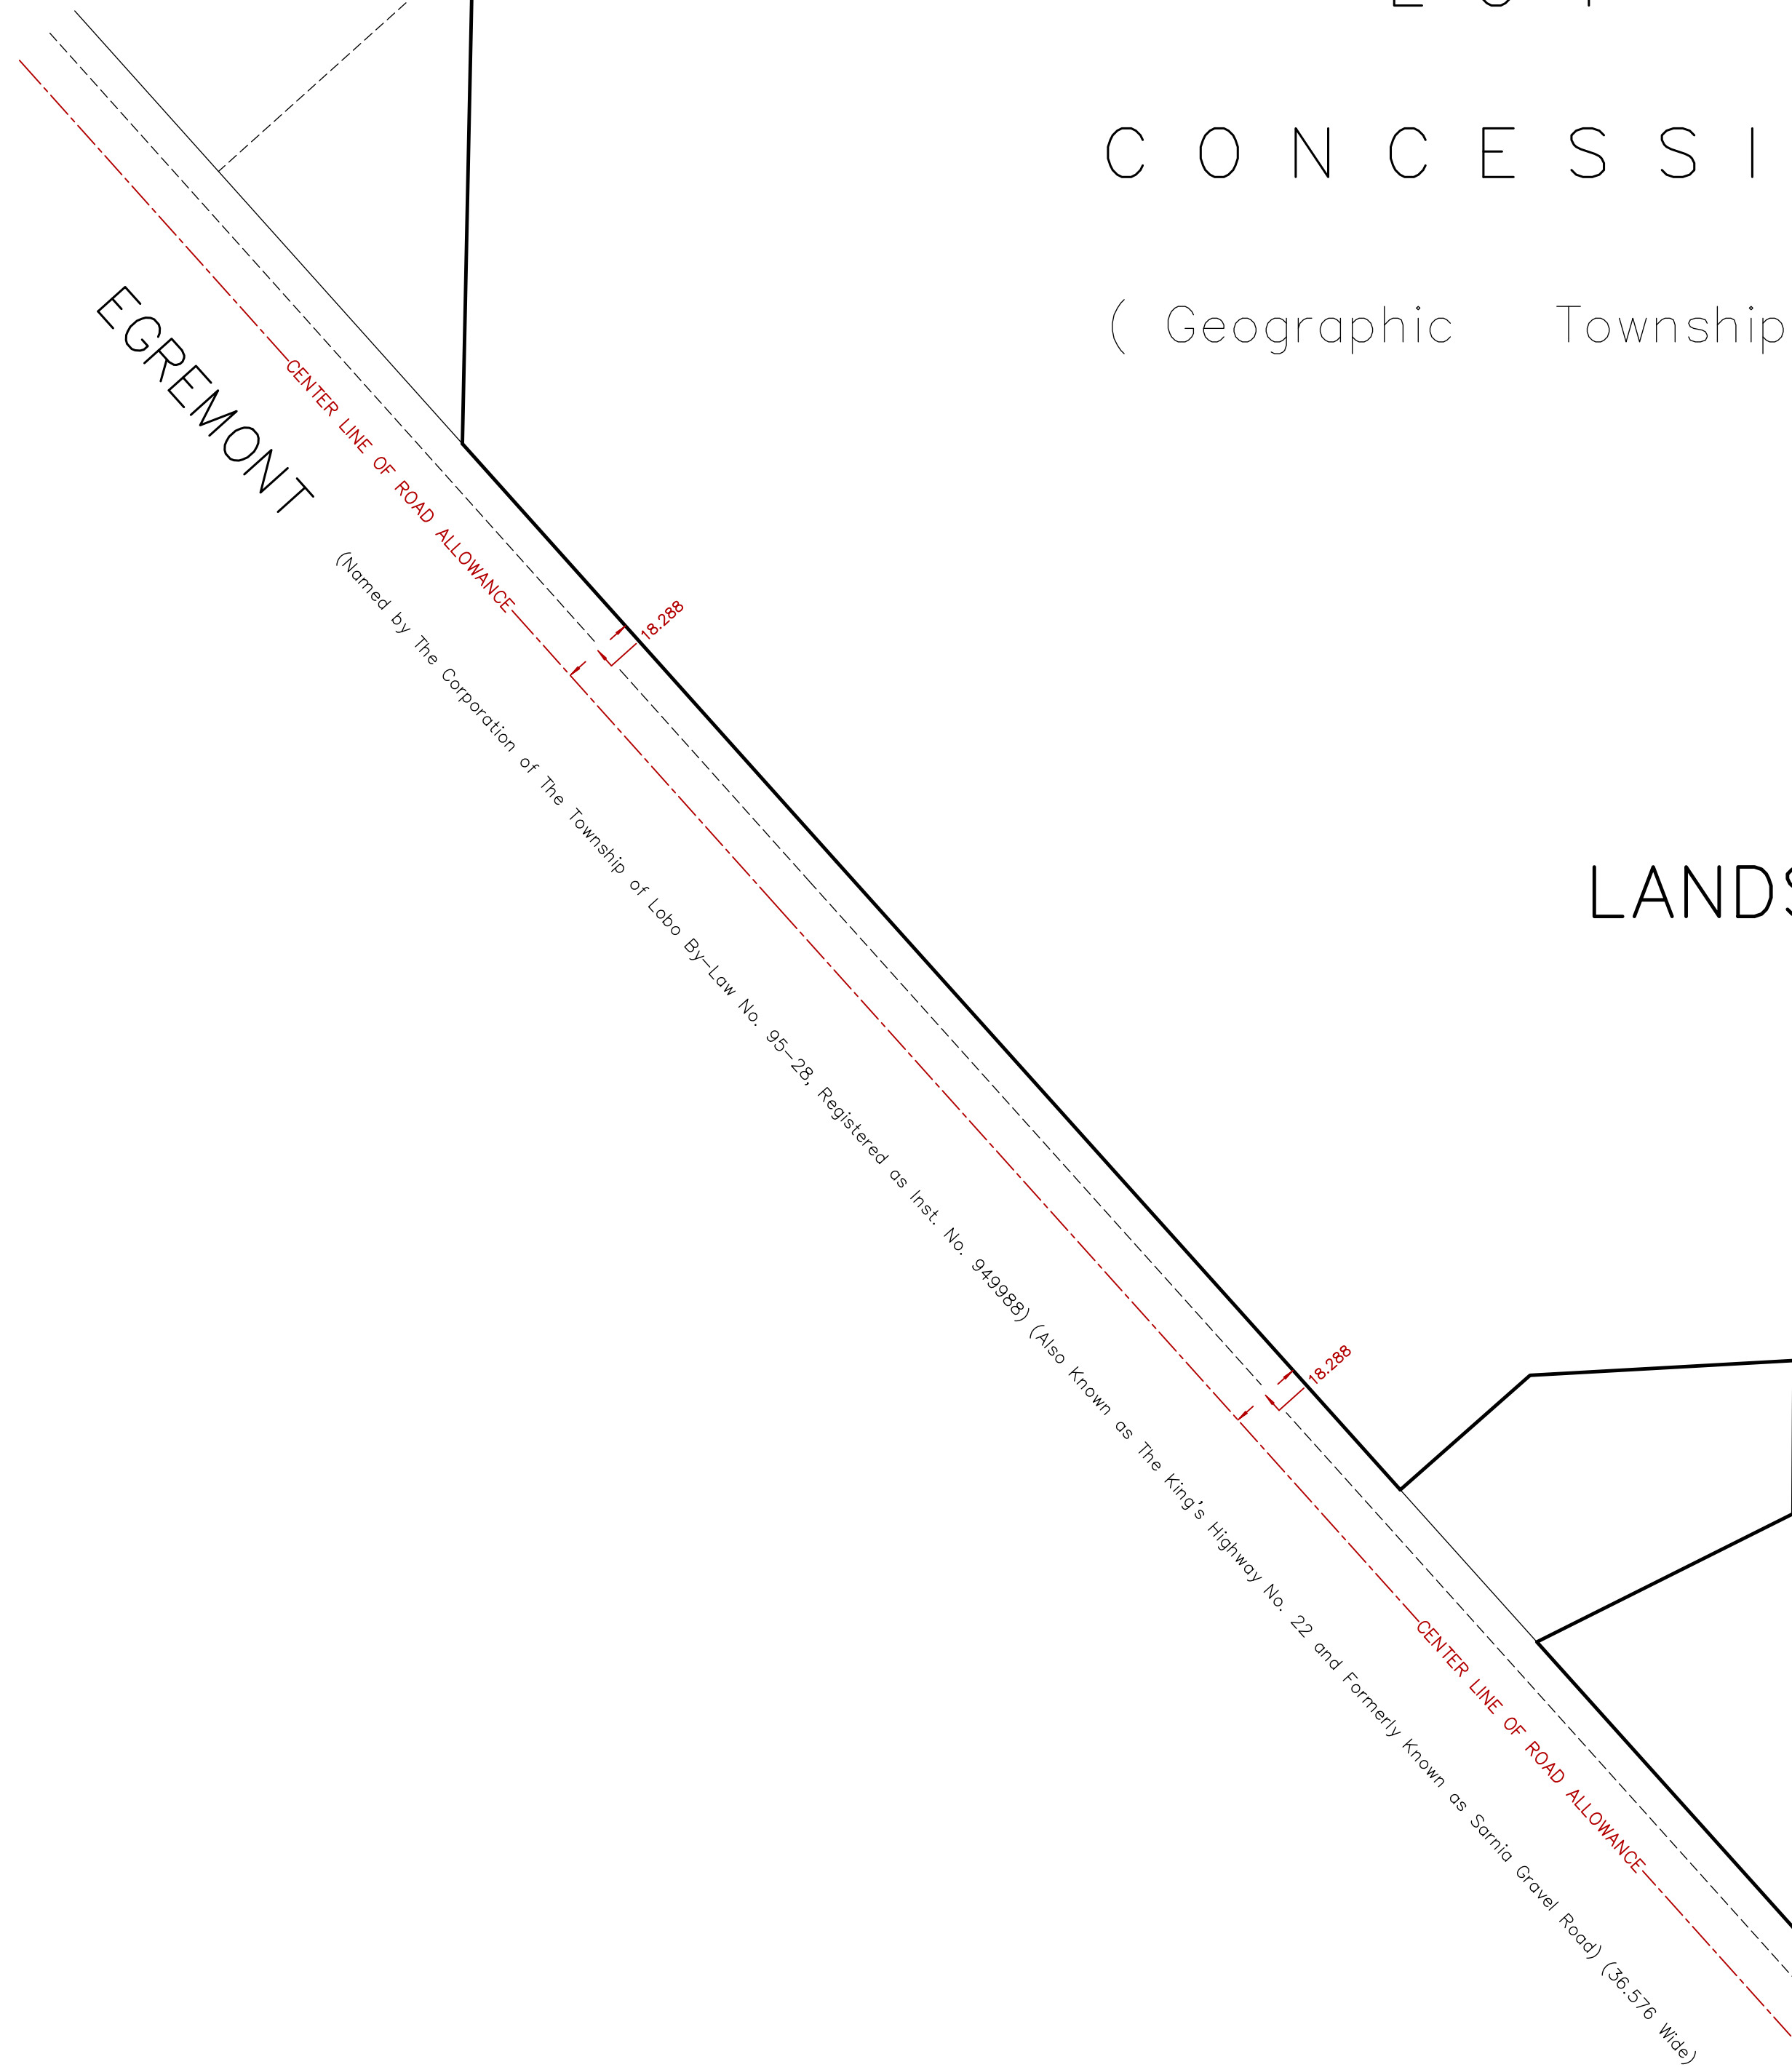 CONCESSI
( Geographic Township
EGREMONT
CENTER LINE OF ROAD ALLOWANCE
18.288
(Named by The Corporation of The Township of Lobo By-Law No. 95-28, Registered as Inst. No. 949988) (Also Known as The King's Highway No. 22 and Formerly Known as Sarnia Gravel Road) (36.576 Wide)
LANDS
18.288
CENTER LINE OF ROAD ALLOWANCE